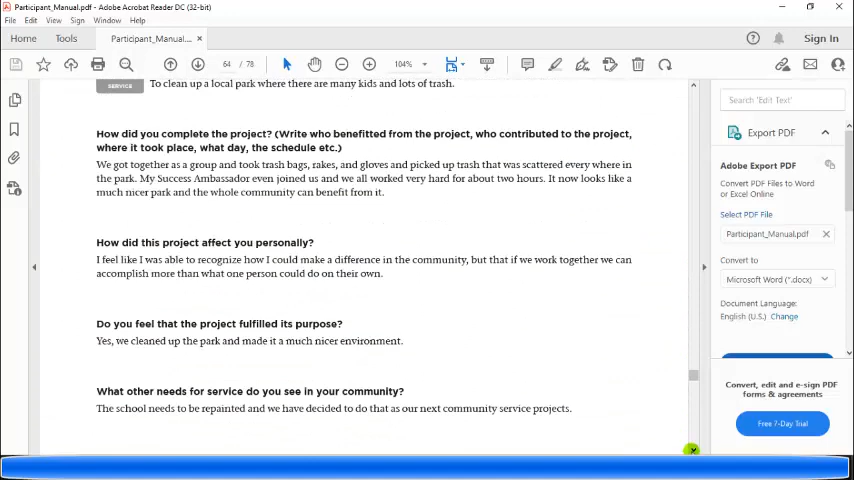 Participant_Manual.pdf - Adobe Acrobat Reader DC (32-bit)
File Edit View Sign Window Help
Home Tools Participant_Manual.... × Sign In
64 / 78 104%
SERVICE To clean up a local park where there are many kids and lots of trash.
How did you complete the project? (Write who benefitted from the project, who contributed to the project,
where it took place, what day, the schedule etc.)
We got together as a group and took trash bags, rakes, and gloves and picked up trash that was scattered every where in
the park. My Success Ambassador even joined us and we all worked very hard for about two hours. It now looks like a
much nicer park and the whole community can benefit from it.
How did this project affect you personally?
I feel like I was able to recognize how I could make a difference in the community, but that if we work together we can
accomplish more than what one person could do on their own.
Do you feel that the project fulfilled its purpose?
Yes, we cleaned up the park and made it a much nicer environment.
What other needs for service do you see in your community?
The school needs to be repainted and we have decided to do that as our next community service projects.
Search 'Edit Text'
Export PDF
Adobe Export PDF
Convert PDF Files to Word
or Excel Online
Select PDF File
Participant_Manual.pdf ×
Convert to
Microsoft Word (*.docx)
Document Language:
English (U.S.) Change
Convert, edit and e-sign PDF
forms & agreements
Free 7-Day Trial